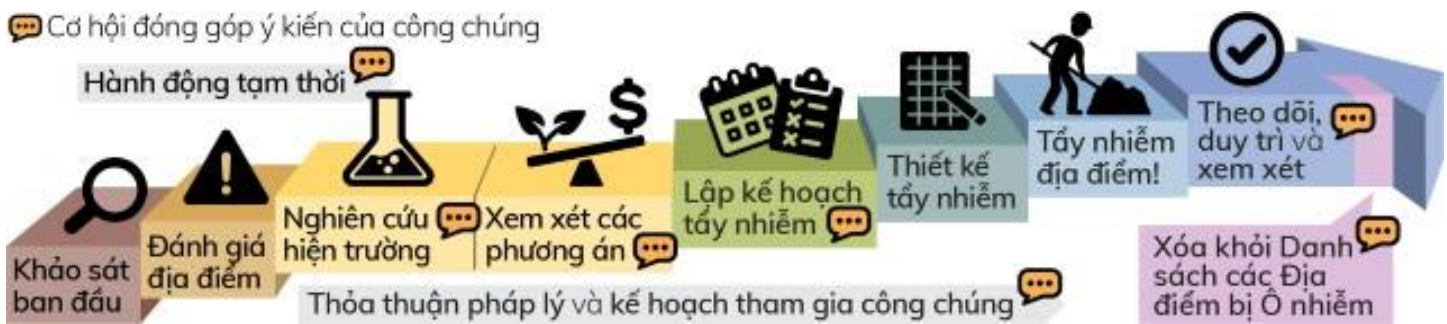 Cơ hội đóng góp ý kiến của công chúng
Hành động tạm thời
Khảo sát
ban đầu
Đánh giá
địa điểm
Nghiên cứu
hiện trường
Xem xét các
phương án
Lập kế hoạch
tẩy nhiễm
Thiết kế
tẩy nhiễm
Tẩy nhiễm
địa điểm!
Theo dõi,
duy trì và
xem xét
Xóa khỏi Danh
sách các Địa
điểm bị Ô nhiễm
Thỏa thuận pháp lý và kế hoạch tham gia công chúng
$